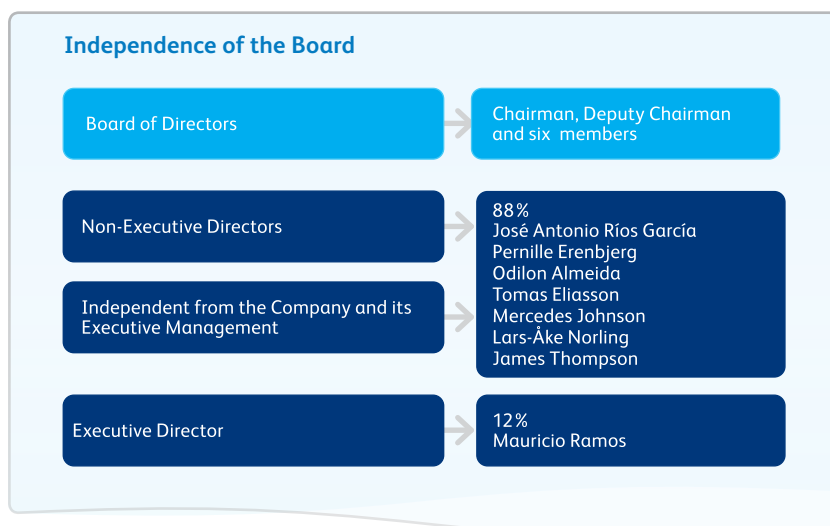 Independence of the Board
Board of Directors
Chairman, Deputy Chairman
and six members
Non-Executive Directors
Independent from the Company and its
Executive Management
88%
José Antonio Ríos García
Pernille Erenbjerg
Odilon Almeida
Tomas Eliasson
Mercedes Johnson
Lars-Åke Norling
James Thompson
Executive Director
12%
Mauricio Ramos